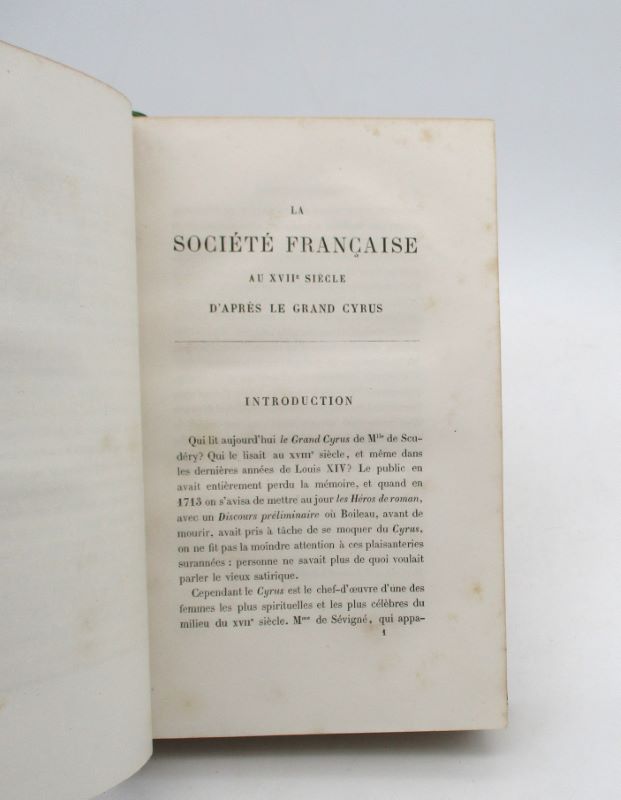 LA
SOCIÉTÉ FRANÇAISE
AU XVIIᵉ SIÈCLE
D'APRÈS LE GRAND CYRUS
INTRODUCTION
Qui lit aujourd'hui le Grand Cyrus de Mˡˡᵉ de Scu-
déry? Qui le lisait au XVIIIᵉ siècle, et même dans
les dernières années de Louis XIV? Le public en
avait entièrement perdu la mémoire, et quand en
1713 on s'avisa de mettre au jour les Héros de roman,
avec un Discours préliminaire où Boileau, avant de
mourir, avait pris à tâche de se moquer du Cyrus,
on ne fit pas la moindre attention à ces plaisanteries
surannées : personne ne savait plus de quoi voulait
parler le vieux satirique.
Cependant le Cyrus est le chef-d'œuvre d'une des
femmes les plus spirituelles et les plus célèbres du
milieu du XVIIᵉ siècle. Mᵐᵉ de Sévigné, qui appa-
1